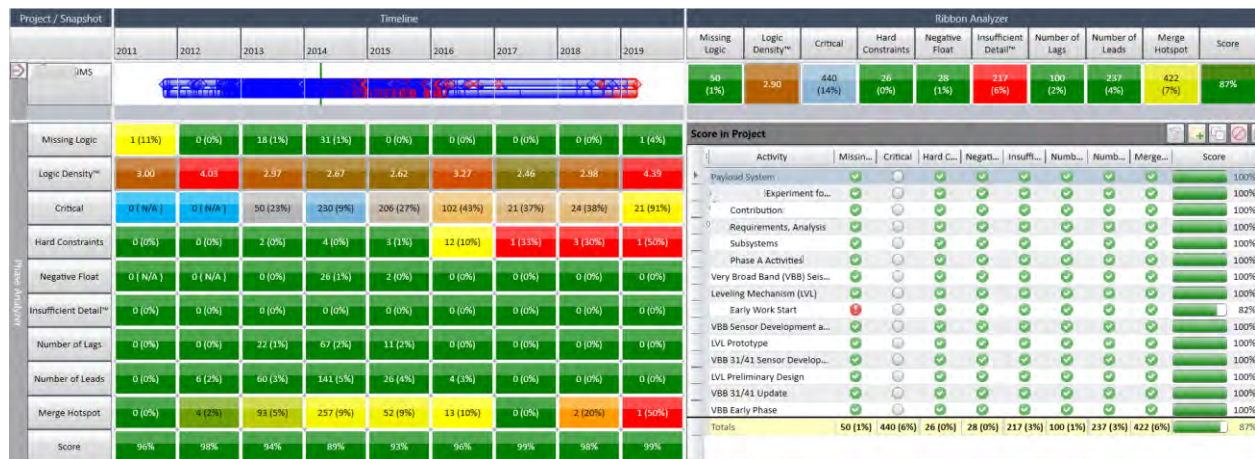 Project / Snapshot Timeline Ribbon Analyzer
2011 2012 2013 2014 2015 2016 2017 2018 2019
Missing Logic Logic Density™ Critical Hard Constraints Negative Float Insufficient Detail™ Number of Lags Number of Leads Merge Hotspot Score
IMS
50 (1%) 2.90 440 (14%) 26 (0%) 28 (1%) 217 (6%) 100 (2%) 237 (4%) 422 (7%) 87%
Phase Analyzer
Missing Logic 1 (11%) 0 (0%) 18 (1%) 31 (1%) 0 (0%) 0 (0%) 0 (0%) 0 (0%) 1 (4%)
Logic Density™ 3.00 4.03 2.97 2.67 2.62 3.27 2.46 2.98 4.39
Critical 0 ( N/A ) 0 ( N/A ) 50 (23%) 230 (9%) 206 (27%) 102 (43%) 21 (37%) 24 (38%) 21 (91%)
Hard Constraints 0 (0%) 0 (0%) 2 (0%) 4 (0%) 3 (1%) 12 (10%) 1 (33%) 3 (30%) 1 (50%)
Negative Float 0 ( N/A ) 0 ( N/A ) 0 (0%) 26 (1%) 2 (0%) 0 (0%) 0 (0%) 0 (0%) 0 (0%)
Insufficient Detail™ 0 (0%) 0 (0%) 0 (0%) 0 (0%) 0 (0%) 0 (0%) 0 (0%) 0 (0%) 0 (0%)
Number of Lags 0 (0%) 0 (0%) 22 (1%) 67 (2%) 11 (2%) 0 (0%) 0 (0%) 0 (0%) 0 (0%)
Number of Leads 0 (0%) 6 (2%) 60 (3%) 141 (5%) 26 (4%) 4 (3%) 0 (0%) 0 (0%) 0 (0%)
Merge Hotspot 0 (0%) 4 (2%) 93 (5%) 257 (9%) 52 (9%) 13 (10%) 0 (0%) 2 (20%) 1 (50%)
Score 96% 98% 94% 89% 93% 96% 99% 98% 99%
Score in Project
Activity Missin... Critical Hard C... Negati... Insuffi... Numb... Numb... Merge... Score
Payload System 100%
Experiment fo... 100%
Contribution 100%
Requirements, Analysis 100%
Subsystems 100%
Phase A Activities 100%
Very Broad Band (VBB) Seis... 100%
Leveling Mechanism (LVL) 100%
Early Work Start 82%
VBB Sensor Development a... 100%
LVL Prototype 100%
VBB 31/41 Sensor Develop... 100%
LVL Preliminary Design 100%
VBB 31/41 Update 100%
VBB Early Phase 100%
Totals 50 (1%) 440 (6%) 26 (0%) 28 (0%) 217 (3%) 100 (1%) 237 (3%) 422 (6%) 87%